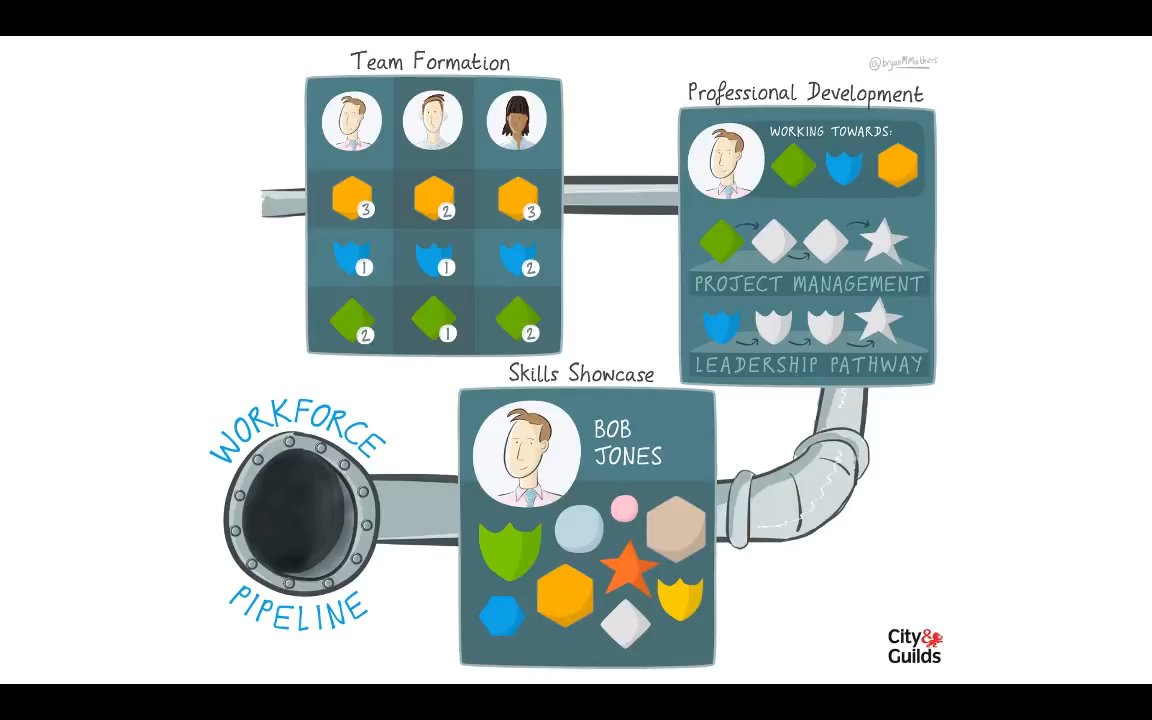 Team Formation
@bryanMMathers
Professional Development
WORKING TOWARDS:
3
2
3
1
1
2
2
1
2
PROJECT MANAGEMENT
LEADERSHIP PATHWAY
Skills Showcase
BOB
JONES
WORKFORCE
PIPELINE
City&
Guilds